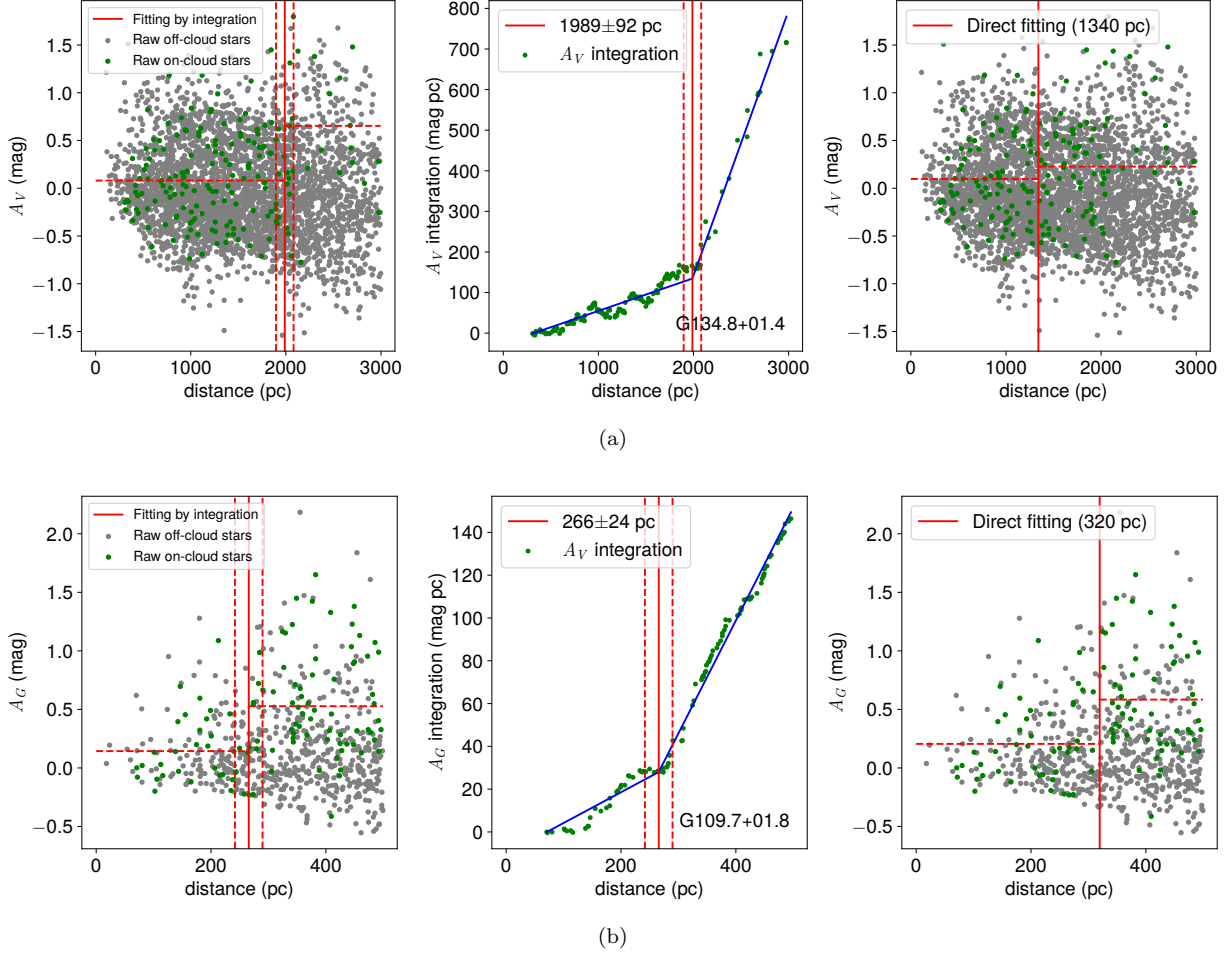 Fitting by integration
Raw off-cloud stars
Raw on-cloud stars
1.5
1.0
0.5
0.0
−0.5
−1.0
−1.5
A_V (mag)
0 1000 2000 3000
distance (pc)
1989±92 pc
A_V integration
800
700
600
500
400
300
200
100
0
A_V integration (mag pc)
G134.8+01.4
0 1000 2000 3000
distance (pc)
Direct fitting (1340 pc)
1.5
1.0
0.5
0.0
−0.5
−1.0
−1.5
A_V (mag)
0 1000 2000 3000
distance (pc)
(a)
Fitting by integration
Raw off-cloud stars
Raw on-cloud stars
2.0
1.5
1.0
0.5
0.0
−0.5
A_G (mag)
0 200 400
distance (pc)
266±24 pc
A_V integration
140
120
100
80
60
40
20
0
A_G integration (mag pc)
G109.7+01.8
0 200 400
distance (pc)
Direct fitting (320 pc)
2.0
1.5
1.0
0.5
0.0
−0.5
A_G (mag)
0 200 400
distance (pc)
(b)